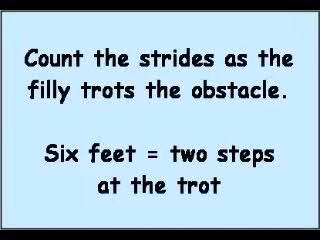 Count the strides as the
filly trots the obstacle.
Six feet = two steps
at the trot